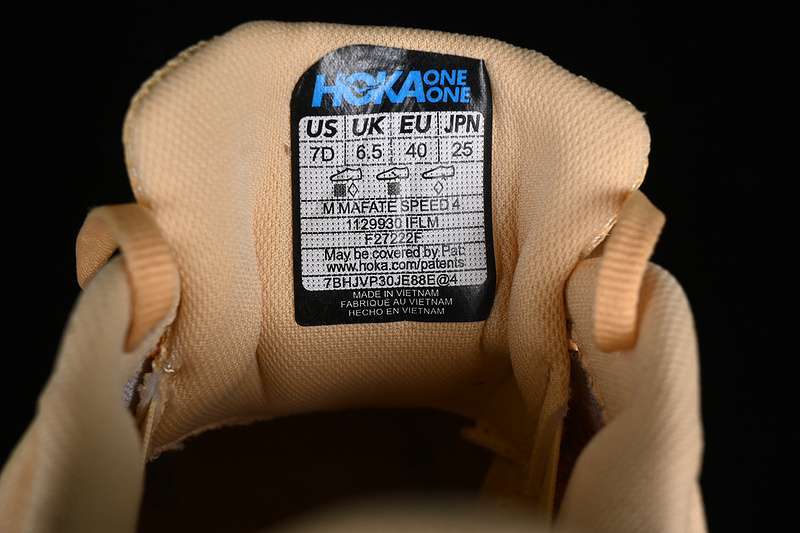 HOKA ONE ONE
US UK EU JPN
7D 6.5 40 25
M MAFATE SPEED 4
1129930 IFLM
F27222F
May be covered by Pat.
www.hoka.com/patents
7BHJVP30JE88E@4
MADE IN VIETNAM
FABRIQUE AU VIETNAM
HECHO EN VIETNAM